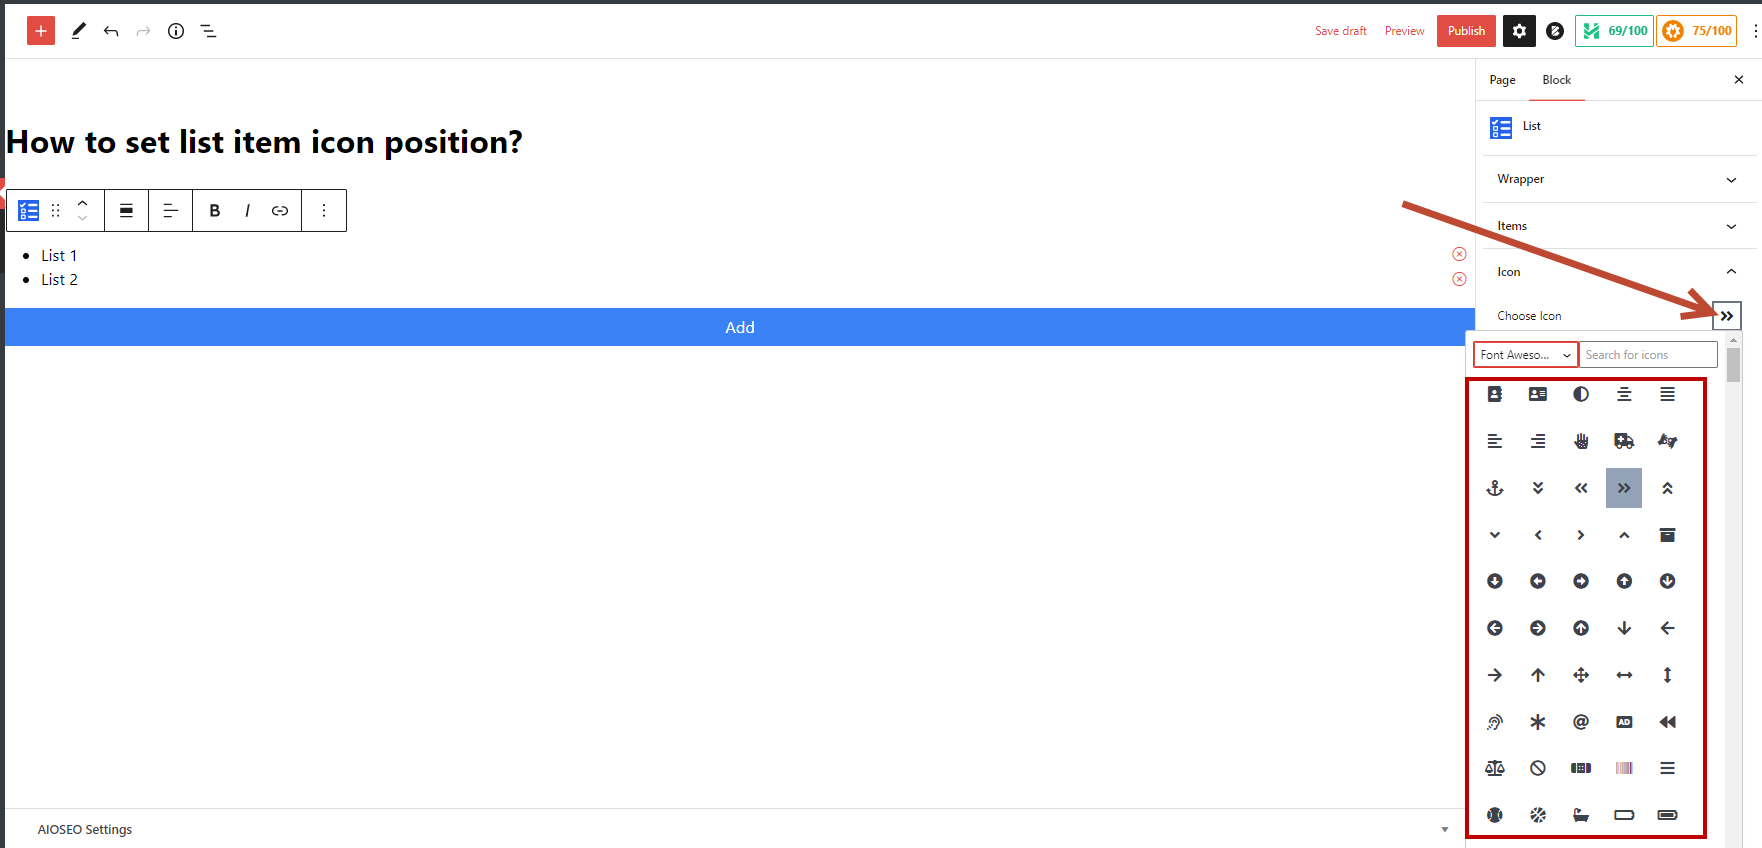 Save draft
Preview
Publish
69/100
75/100
Page
Block
List
How to set list item icon position?
Wrapper
B I
Items
List 1
List 2
Icon
Choose Icon
Add
Font Aweso...
Search for icons
AD
AIOSEO Settings